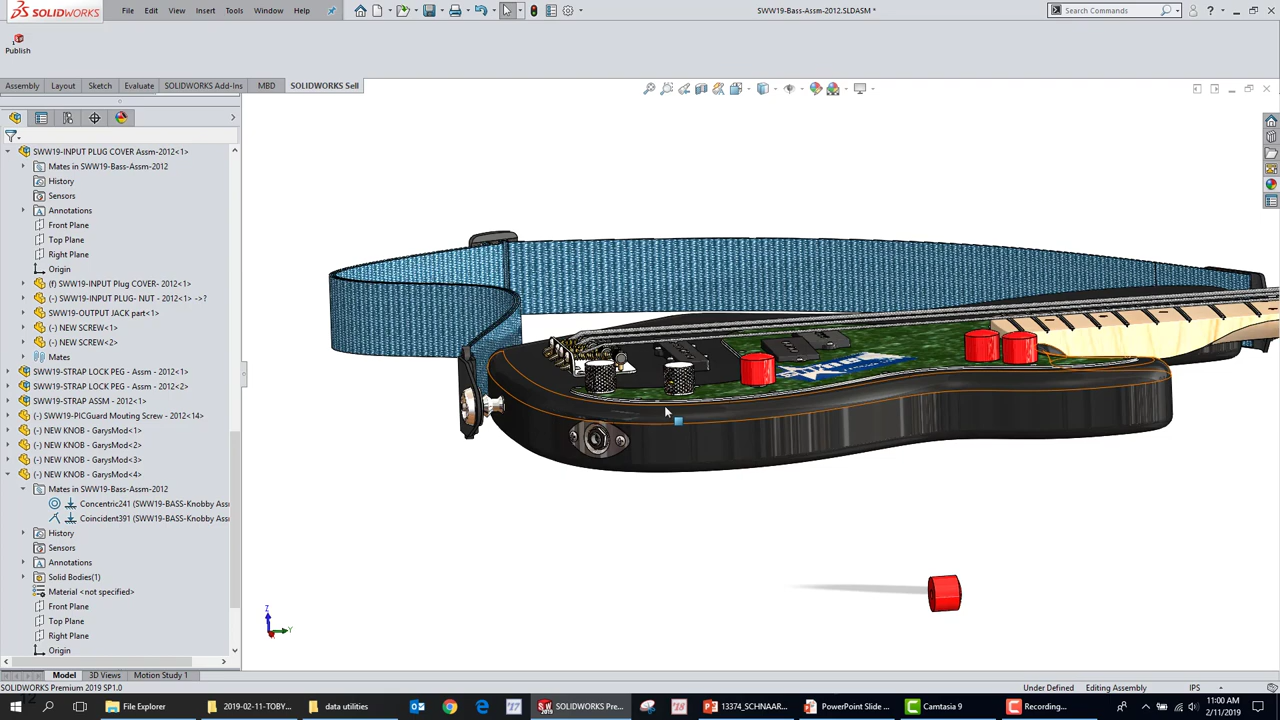 SOLIDWORKS
File Edit View Insert Tools Window Help
SWW19-Bass-Assm-2012.SLDASM *
Search Commands
Publish
Assembly Layout Sketch Evaluate SOLIDWORKS Add-Ins MBD SOLIDWORKS Sell
SWW19-INPUT PLUG COVER Assm-2012<1>
Mates in SWW19-Bass-Assm-2012
History
Sensors
Annotations
Front Plane
Top Plane
Right Plane
Origin
(f) SWW19-INPUT Plug COVER- 2012<1>
(-) SWW19-INPUT PLUG- NUT - 2012<1> ->?
SWW19-OUTPUT JACK part<1>
(-) NEW SCREW<1>
(-) NEW SCREW<2>
Mates
STRAP LOCK PEG - Assm - 2012<1>
STRAP LOCK PEG - Assm - 2012<2>
SWW19-STRAP ASSM - 2012<1>
(-) SWW19-PICGuard Mouting Screw - 2012<14>
(-) NEW KNOB - GarysMod<1>
(-) NEW KNOB - GarysMod<2>
(-) NEW KNOB - GarysMod<3>
(-) NEW KNOB - GarysMod<4>
Mates in SWW19-Bass-Assm-2012
Concentric241 (SWW19-BASS-Knobby Ass
Coincident391 (SWW19-BASS-Knobby Ass
History
Sensors
Annotations
Solid Bodies(1)
Material <not specified>
Front Plane
Top Plane
Right Plane
Origin
Z
Y
Model 3D Views Motion Study 1
SOLIDWORKS Premium 2019 SP1.0
Under Defined Editing Assembly IPS
12
File Explorer 2019-02-11-TOBY... data utilities '17 SOLIDWORKS Pre... '18 13374_SCHNAAR... PowerPoint Slide ... Camtasia 9 Recording...
11:00 AM
2/11/2019